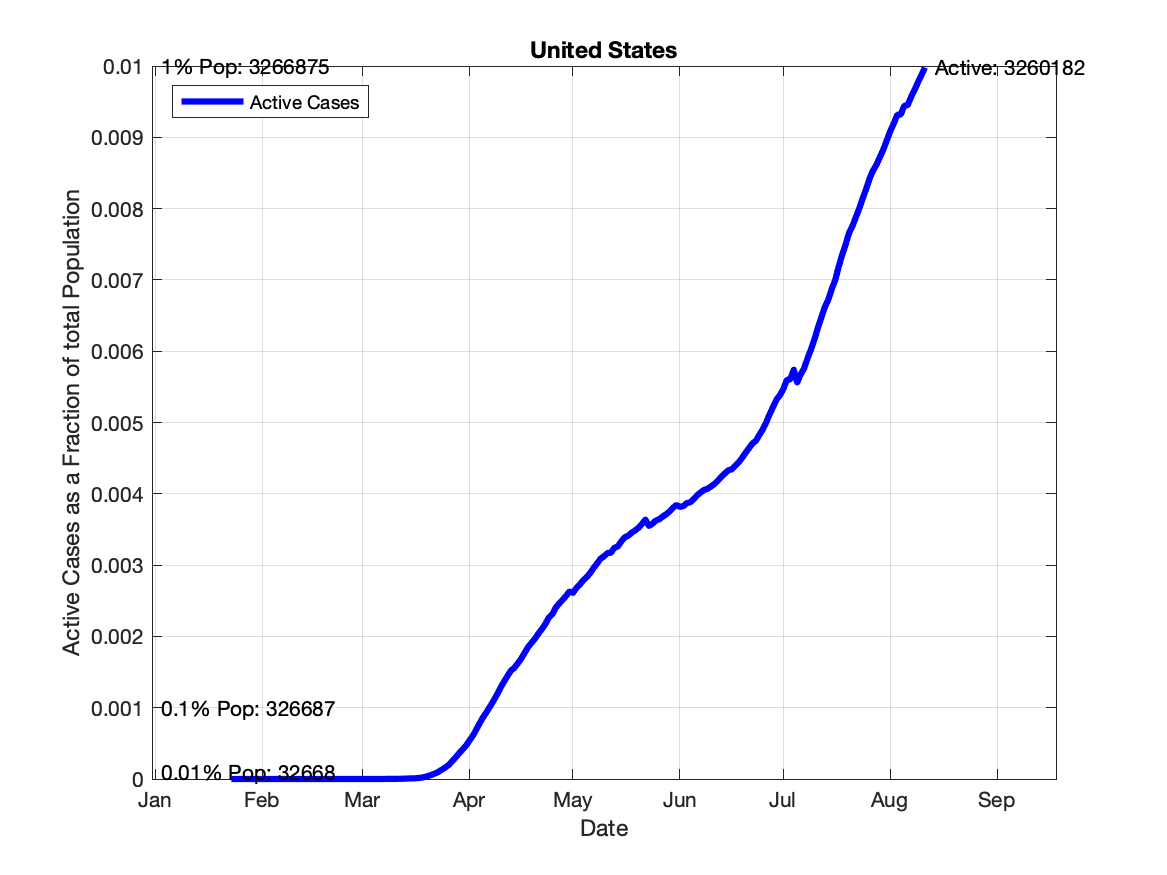 United States
1% Pop: 3266875
Active: 3260182
Active Cases
0.01
0.009
0.008
0.007
0.006
0.005
0.004
0.003
0.002
0.001
0
0.1% Pop: 326687
0.01% Pop: 32668
Active Cases as a Fraction of total Population
Jan Feb Mar Apr May Jun Jul Aug Sep
Date